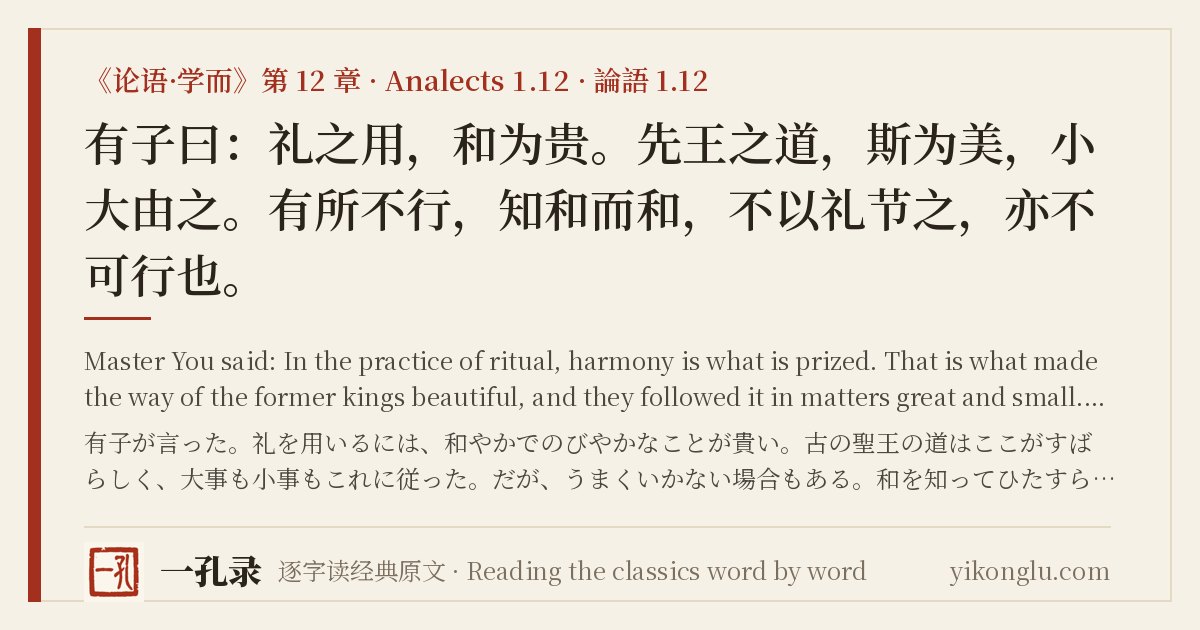 《论语·学而》第 12 章 · Analects 1.12 · 論語 1.12
有子曰：礼之用，和为贵。先王之道，斯为美，小
大由之。有所不行，知和而和，不以礼节之，亦不
可行也。
Master You said: In the practice of ritual, harmony is what is prized. That is what made
the way of the former kings beautiful, and they followed it in matters great and small....
有子が言った。礼を用いるには、和やかでのびやかなことが貴い。古の聖王の道はここがすば
らしく、大事も小事もこれに従った。だが、うまくいかない場合もある。和を知ってひたすら…
一孔
一孔录 逐字读经典原文 · Reading the classics word by word yikonglu.com